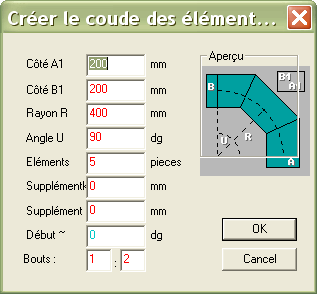 Créer le coude des élément...
Côté A1 200 mm
Côté B1 200 mm
Rayon R 400 mm
Angle U 90 dg
Eléments 5 pieces
Supplément 0 mm
Supplément 0 mm
Début ~ 0 dg
Bouts : 1 : 2
Aperçu
B
B1
A1
U
R
A
OK
Cancel